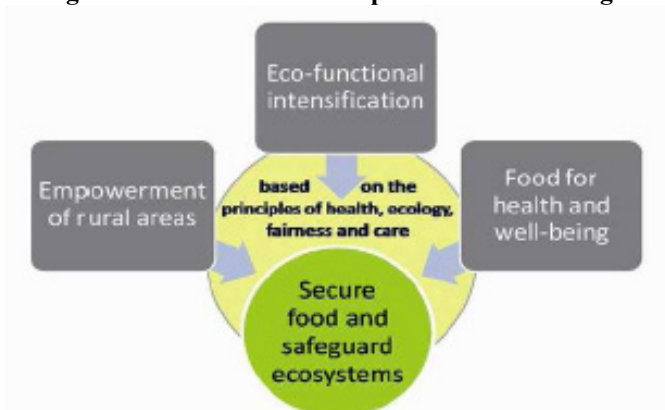 Eco-functional
intensification
Empowerment
of rural areas
based on the
principles of health, ecology,
fairness and care
Food for
health and
well-being
Secure
food and
safeguard
ecosystems